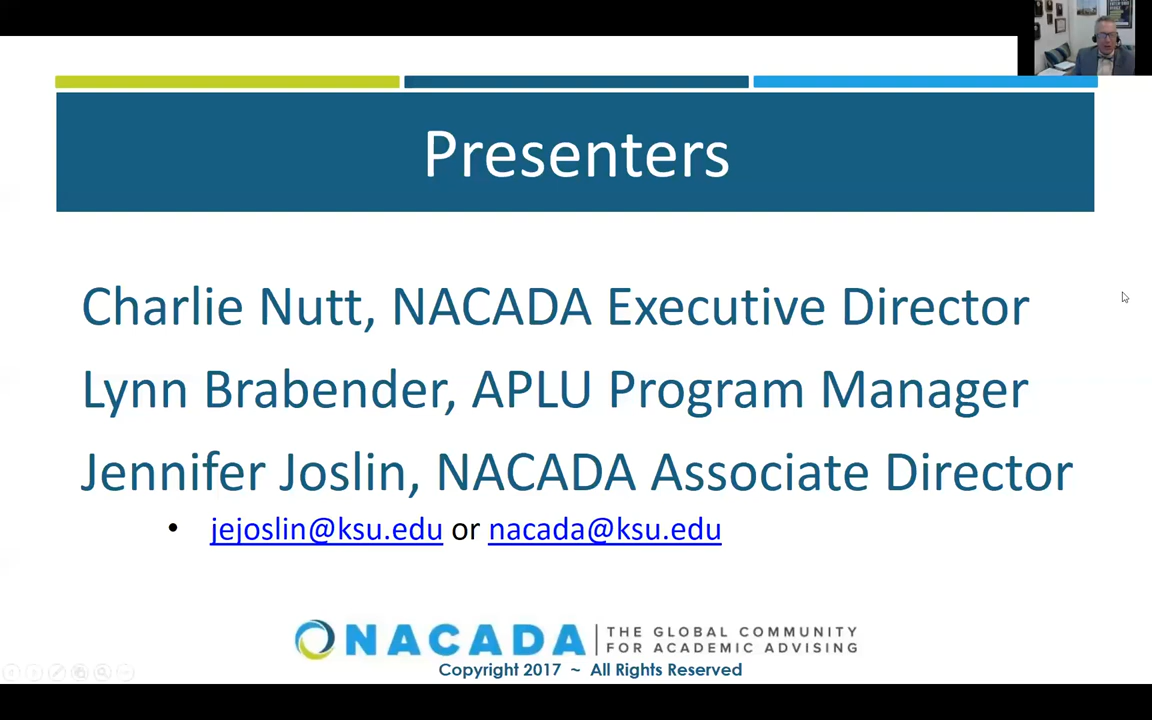 Presenters
Charlie Nutt, NACADA Executive Director
Lynn Brabender, APLU Program Manager
Jennifer Joslin, NACADA Associate Director
• jejoslin@ksu.edu or nacada@ksu.edu
NACADA
THE GLOBAL COMMUNITY
FOR ACADEMIC ADVISING
Copyright 2017 ~ All Rights Reserved